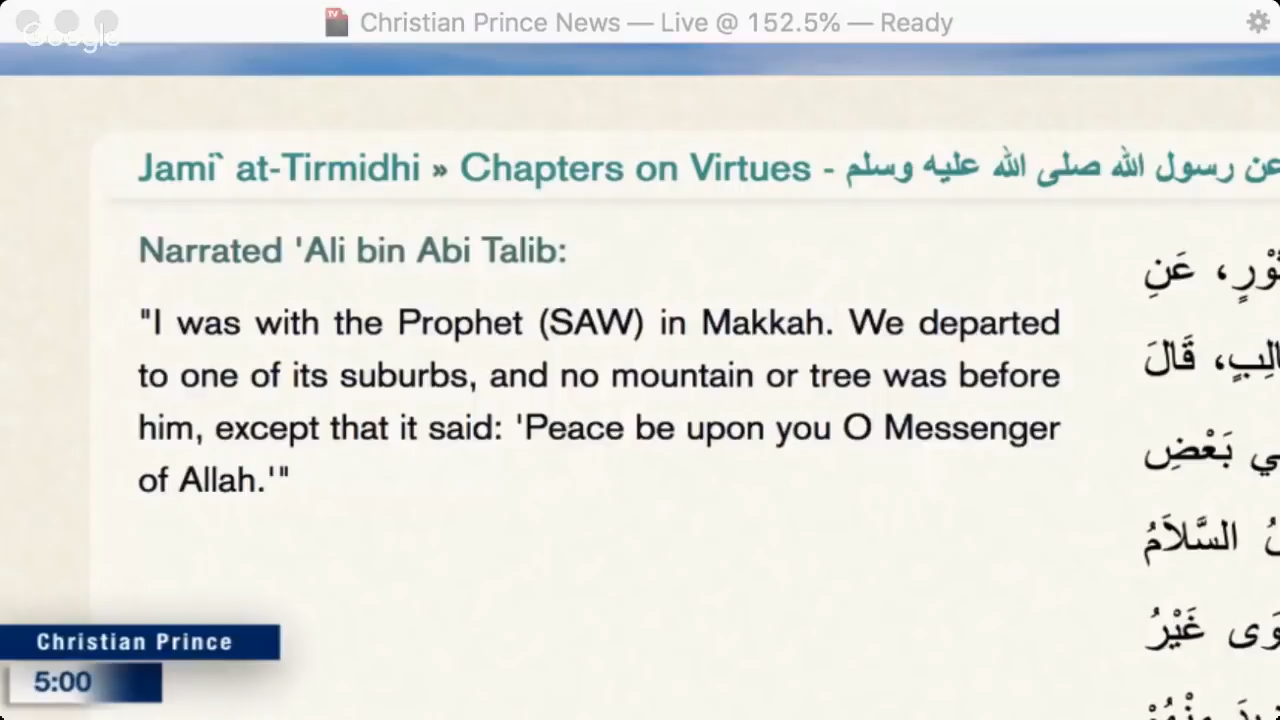 Google
Christian Prince News — Live @ 152.5% — Ready
Jami` at-Tirmidhi » Chapters on Virtues - عن رسول الله صلى الله عليه وسلم
Narrated 'Ali bin Abi Talib:
"I was with the Prophet (SAW) in Makkah. We departed
to one of its suburbs, and no mountain or tree was before
him, except that it said: 'Peace be upon you O Messenger
of Allah.'"
عَنِ
قَالَ
بَعْضِ
السَّلاَمُ
غَيْرُ
Christian Prince
5:00